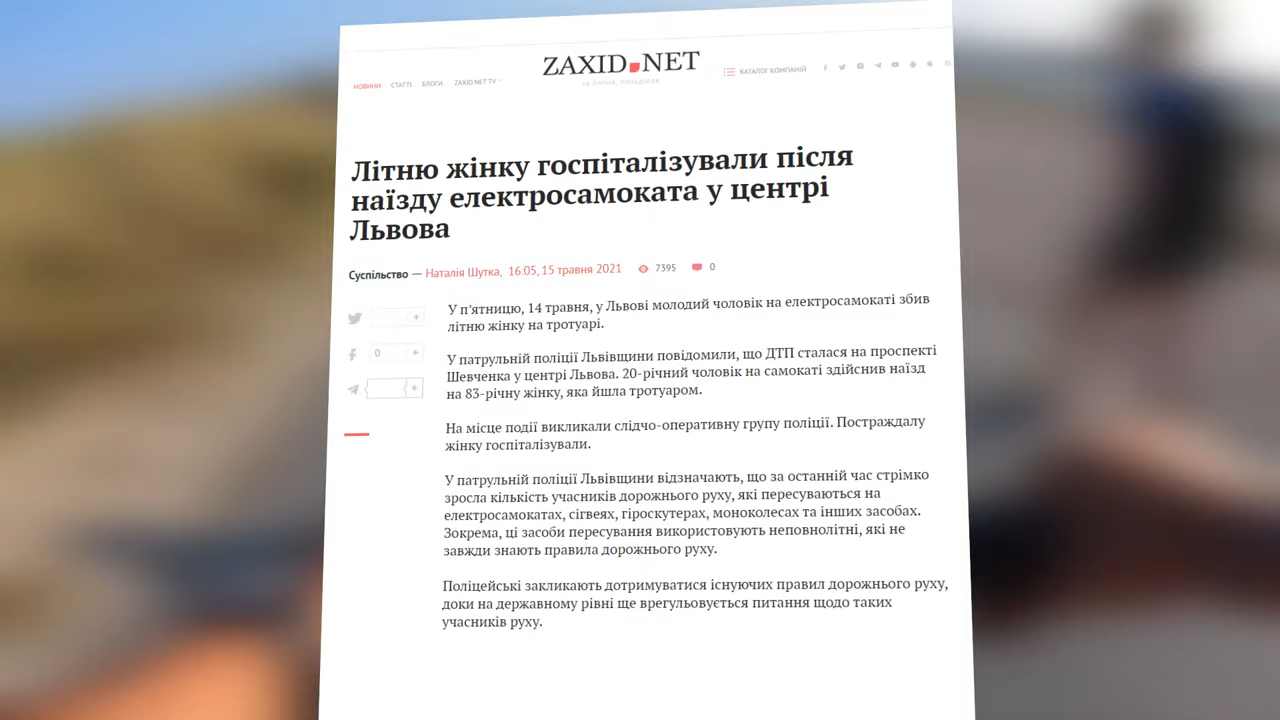 ZAXID.NET
НОВИНИ СТАТТІ БЛОГИ ZAXID.NET TV
КАТАЛОГ КОМПАНІЙ
Літню жінку госпіталізували після
наїзду електросамоката у центрі
Львова
Суспільство — Наталія Шутка, 16:05, 15 травня 2021 7395 0
У п'ятницю, 14 травня, у Львові молодий чоловік на електросамокаті збив
літню жінку на тротуарі.
0 +
У патрульній поліції Львівщини повідомили, що ДТП сталася на проспекті
Шевченка у центрі Львова. 20-річний чоловік на самокаті здійснив наїзд
на 83-річну жінку, яка йшла тротуаром.
На місце події викликали слідчо-оперативну групу поліції. Постраждалу
жінку госпіталізували.
У патрульній поліції Львівщини відзначають, що за останній час стрімко
зросла кількість учасників дорожнього руху, які пересуваються на
електросамокатах, сігвеях, гіроскутерах, моноколесах та інших засобах.
Зокрема, ці засоби пересування використовують неповнолітні, які не
завжди знають правила дорожнього руху.
Поліцейські закликають дотримуватися існуючих правил дорожнього руху,
доки на державному рівні ще врегульовується питання щодо таких
учасників руху.